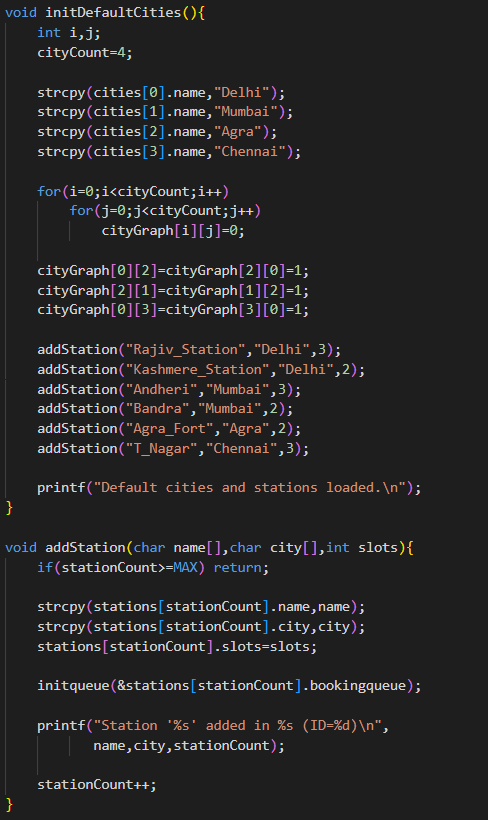 void initDefaultCities(){
    int i,j;
    cityCount=4;

    strcpy(cities[0].name,"Delhi");
    strcpy(cities[1].name,"Mumbai");
    strcpy(cities[2].name,"Agra");
    strcpy(cities[3].name,"Chennai");

    for(i=0;i<cityCount;i++)
        for(j=0;j<cityCount;j++)
            cityGraph[i][j]=0;

    cityGraph[0][2]=cityGraph[2][0]=1;
    cityGraph[2][1]=cityGraph[1][2]=1;
    cityGraph[0][3]=cityGraph[3][0]=1;

    addStation("Rajiv_Station","Delhi",3);
    addStation("Kashmere_Station","Delhi",2);
    addStation("Andheri","Mumbai",3);
    addStation("Bandra","Mumbai",2);
    addStation("Agra_Fort","Agra",2);
    addStation("T_Nagar","Chennai",3);

    printf("Default cities and stations loaded.\n");
}

void addStation(char name[],char city[],int slots){
    if(stationCount>=MAX) return;

    strcpy(stations[stationCount].name,name);
    strcpy(stations[stationCount].city,city);
    stations[stationCount].slots=slots;

    initqueue(&stations[stationCount].bookingqueue);

    printf("Station '%s' added in %s (ID=%d)\n",
           name,city,stationCount);

    stationCount++;
}